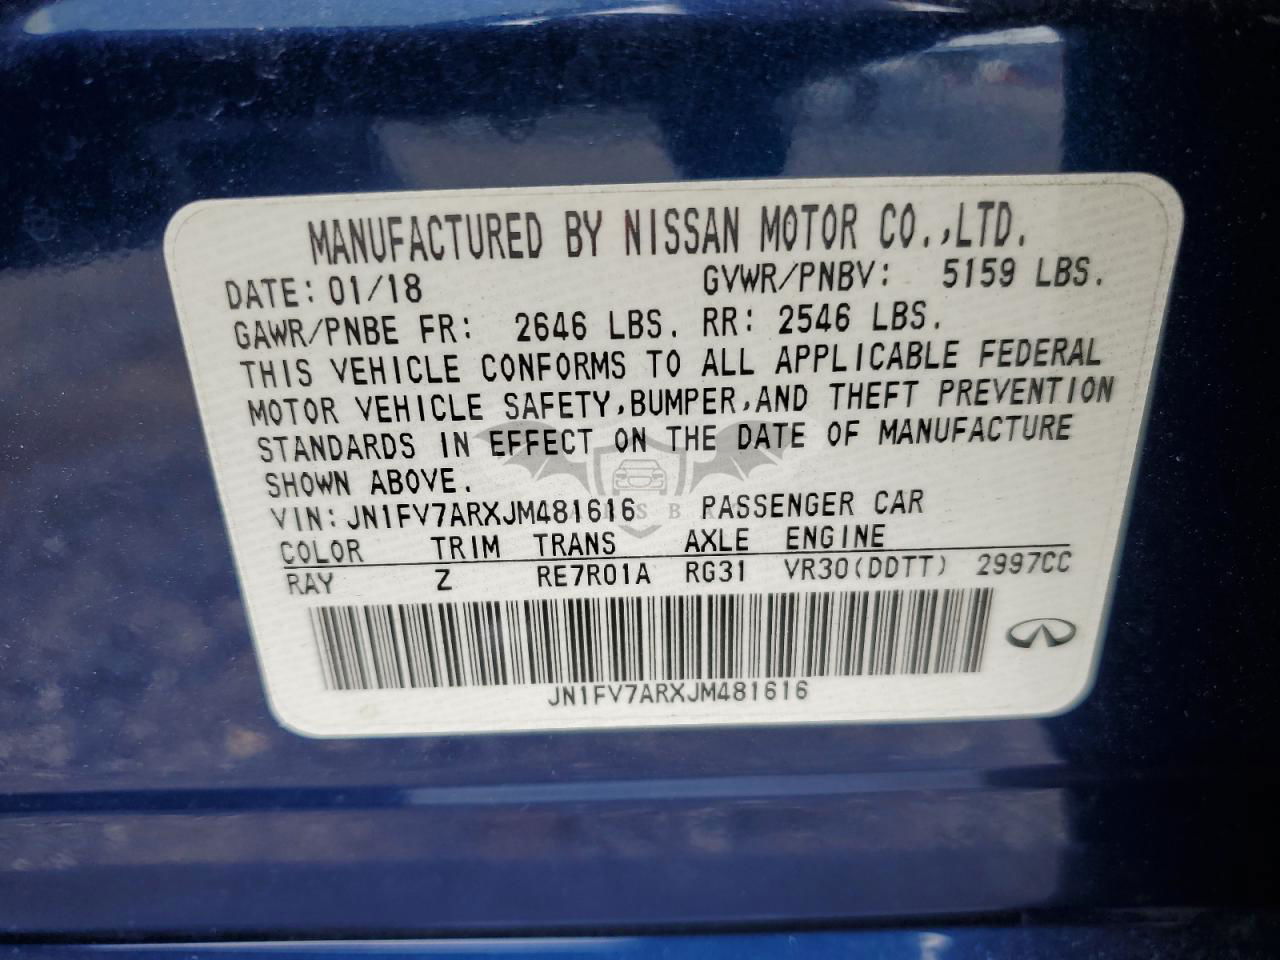 MANUFACTURED BY NISSAN MOTOR CO.,LTD.
DATE: 01/18 GVWR/PNBV: 5159 LBS.
GAWR/PNBE FR: 2646 LBS. RR: 2546 LBS.
THIS VEHICLE CONFORMS TO ALL APPLICABLE FEDERAL
MOTOR VEHICLE SAFETY,BUMPER,AND THEFT PREVENTION
STANDARDS IN EFFECT ON THE DATE OF MANUFACTURE
SHOWN ABOVE.
VIN:JN1FV7ARXJM481616 PASSENGER CAR
COLOR TRIM TRANS AXLE ENGINE
RAY Z RE7R01A RG31 VR30(DDTT) 2997CC
JN1FV7ARXJM481616